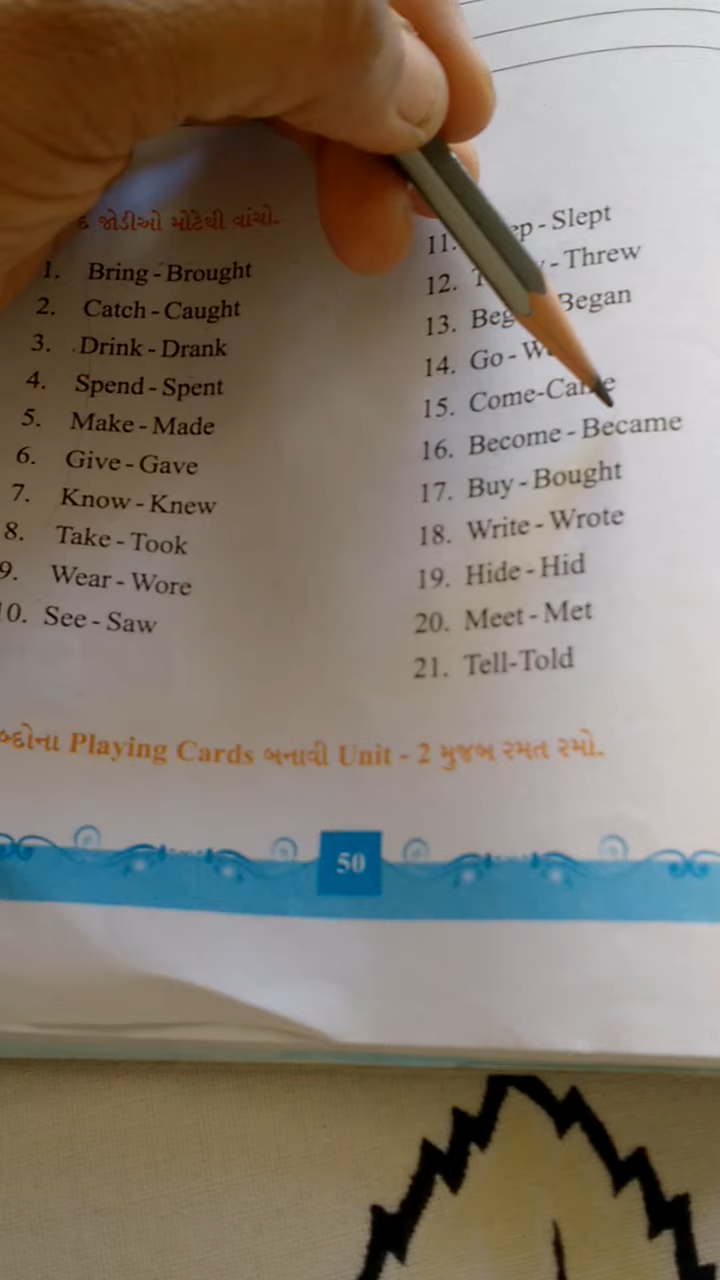 જોડીઓ મોટેથી વાંચો.
1. Bring - Brought
2. Catch - Caught
3. Drink - Drank
4. Spend - Spent
5. Make - Made
6. Give - Gave
7. Know - Knew
8. Take - Took
9. Wear - Wore
10. See - Saw
11. - Slept
12. - Threw
13. Began
14. Go -
15. Come-Came
16. Become - Became
17. Buy - Bought
18. Write - Wrote
19. Hide - Hid
20. Meet - Met
21. Tell-Told
Playing Cards બનાવી Unit - 2 મુજબ રમત રમો.
50